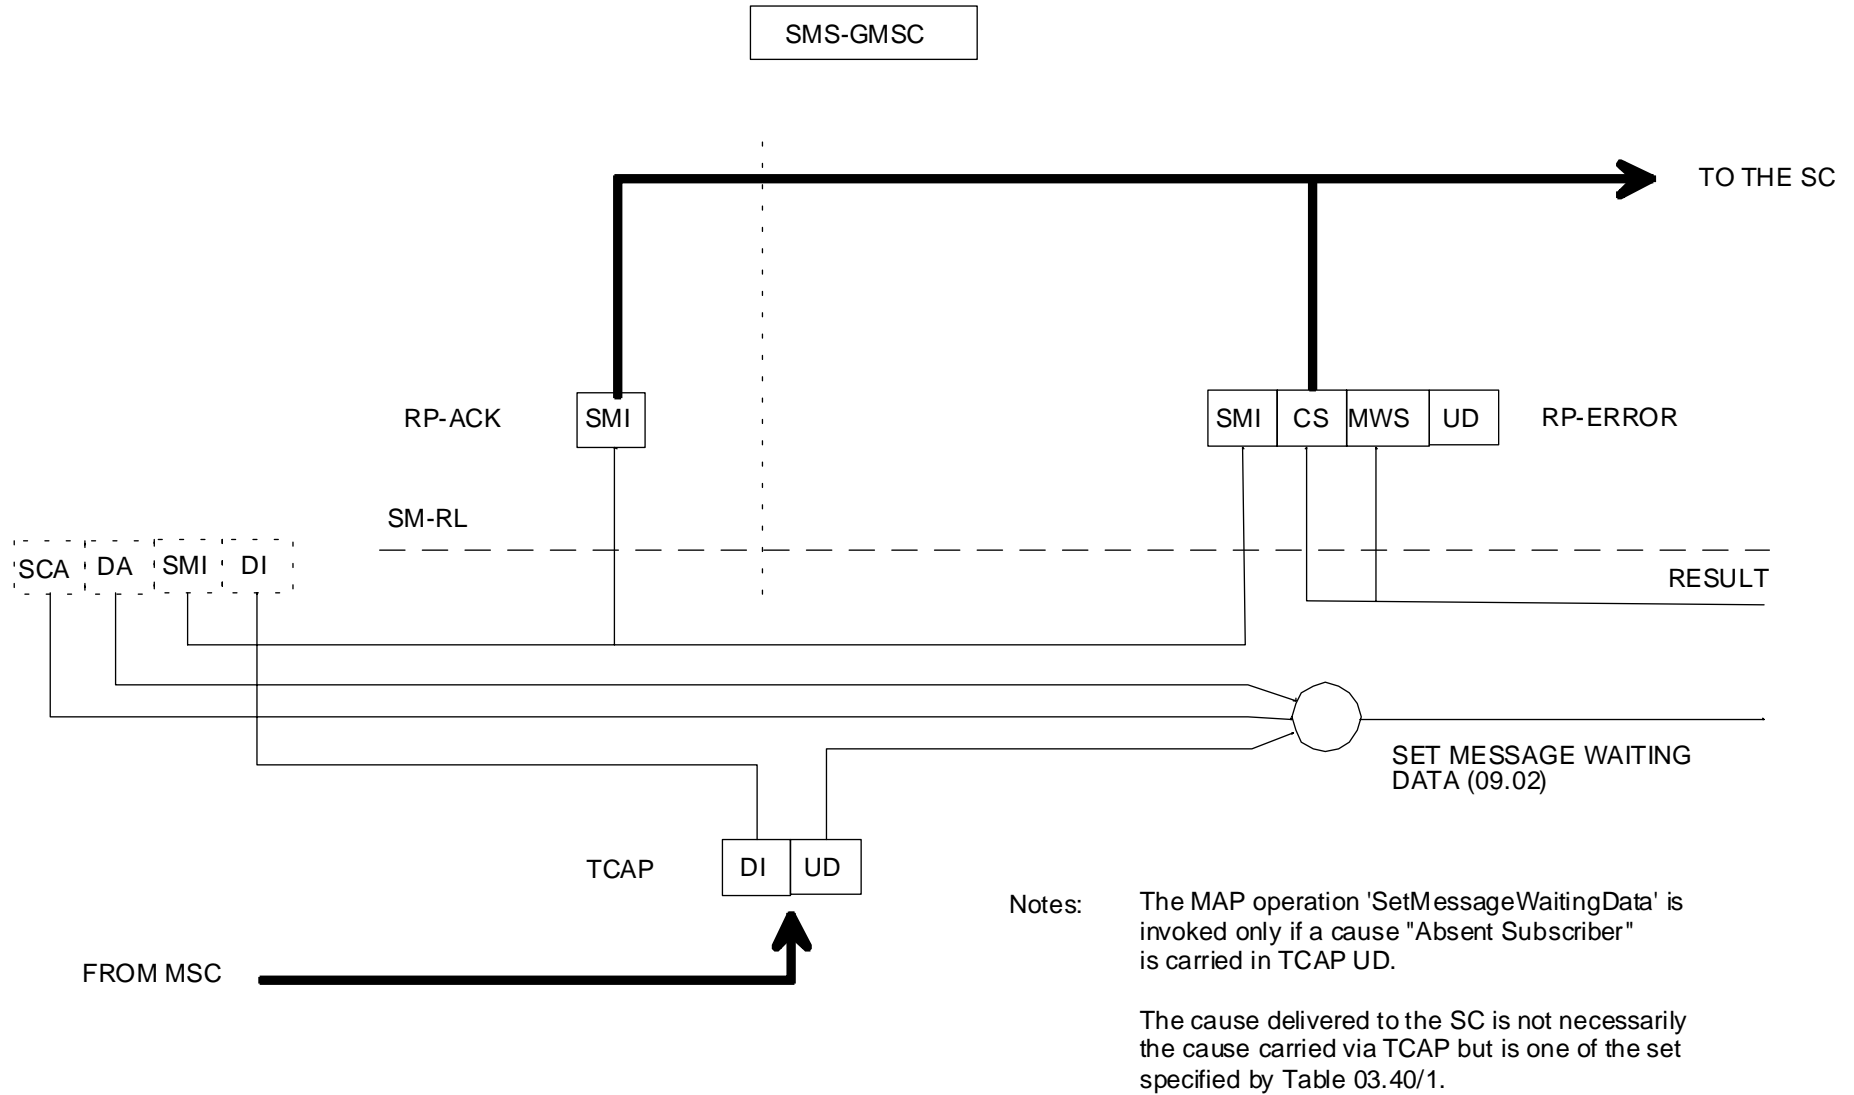 SMS-GMSC
TO THE SC
RP-ACK
SMI
SMI CS MWS UD
RP-ERROR
SM-RL
SCA DA SMI DI
RESULT
SET MESSAGE WAITING
DATA (09.02)
TCAP
DI UD
Notes:
The MAP operation 'SetMessageWaitingData' is
invoked only if a cause "Absent Subscriber"
is carried in TCAP UD.
FROM MSC
The cause delivered to the SC is not necessarily
the cause carried via TCAP but is one of the set
specified by Table 03.40/1.